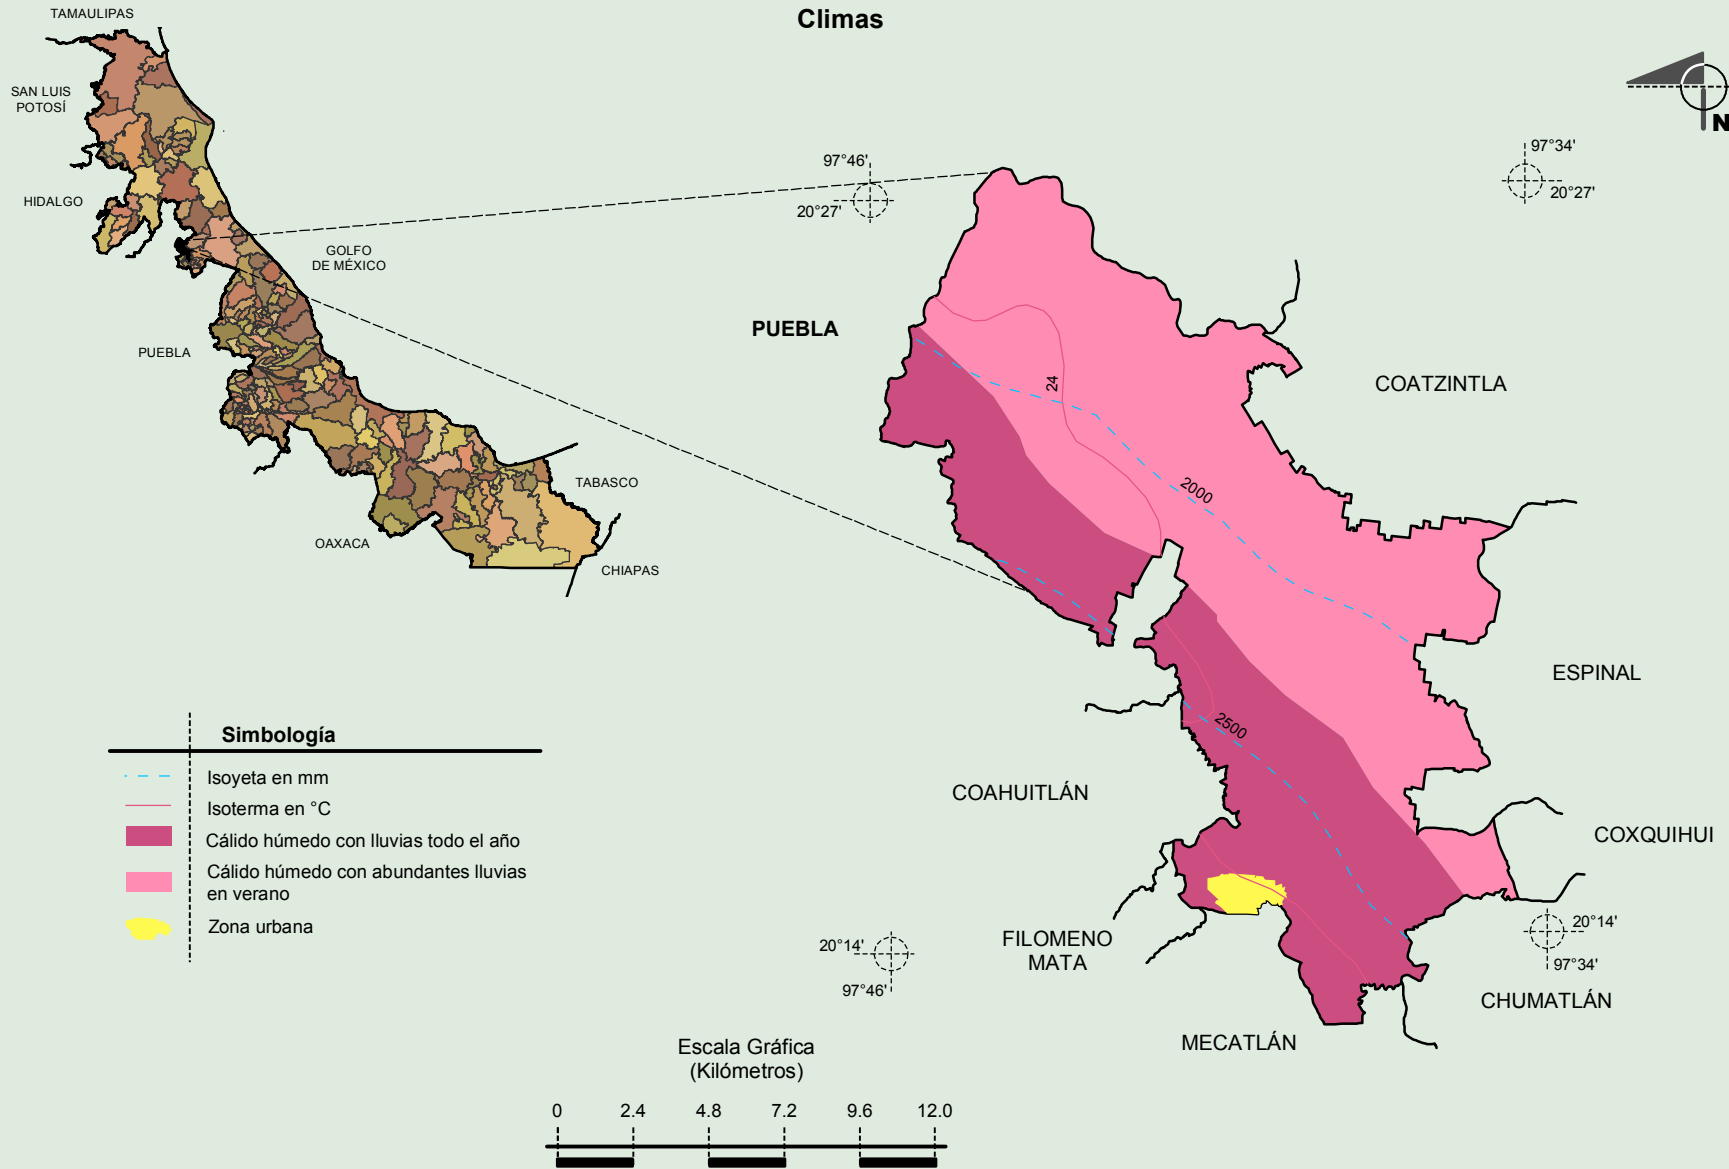 Climas
TAMAULIPAS
SAN LUIS
POTOSÍ
HIDALGO
GOLFO
DE MÉXICO
PUEBLA
TABASCO
OAXACA
CHIAPAS
N
97°46'
20°27'
97°34'
20°27'
PUEBLA
24
2000
2500
COATZINTLA
ESPINAL
COAHUITLÁN
COXQUIHUI
FILOMENO
MATA
MECATLÁN
CHUMATLÁN
20°14'
97°46'
20°14'
97°34'
Simbología
Isoyeta en mm
Isoterma en °C
Cálido húmedo con lluvias todo el año
Cálido húmedo con abundantes lluvias
en verano
Zona urbana
Escala Gráfica
(Kilómetros)
0 2.4 4.8 7.2 9.6 12.0